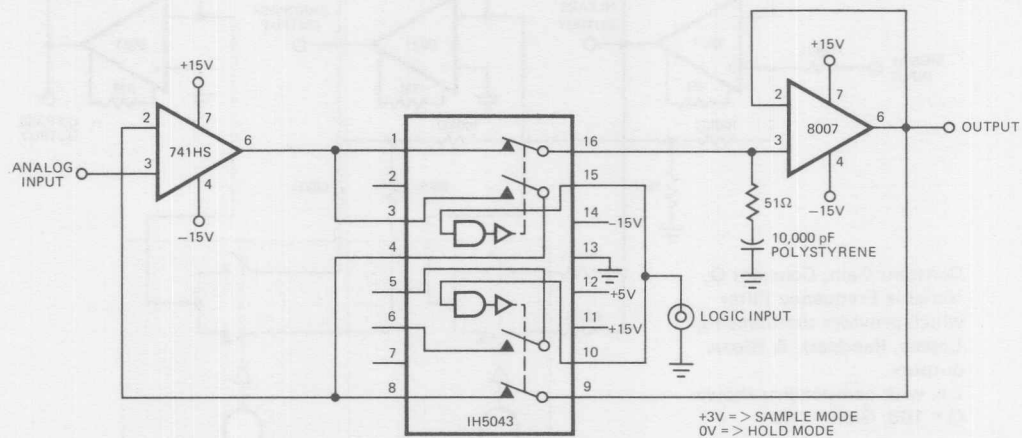 +15V
2
7
741HS
6
3
4
ANALOG
INPUT
−15V
1
2
3
4
5
6
7
8
16
15
14
13
12
11
10
9
−15V
+5V
+15V
IH5043
+15V
2
7
8007
6
3
4
−15V
OUTPUT
51Ω
10,000 pF
POLYSTYRENE
LOGIC INPUT
+3V => SAMPLE MODE
0V => HOLD MODE